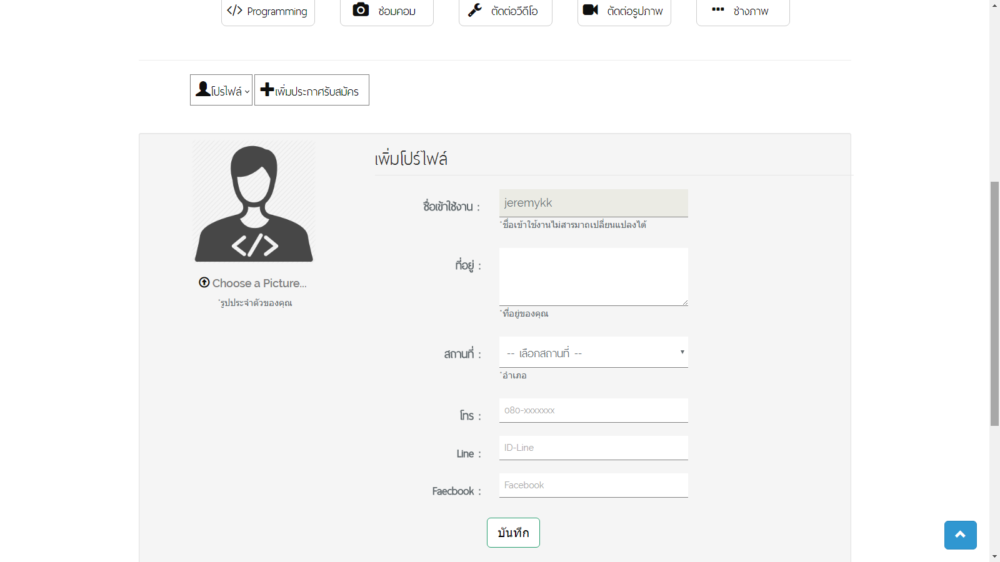 </> Programming
ซ่อมคอม
ตัดต่อวีดีโอ
ตัดต่อรูปภาพ
ช่างภาพ
โปรไฟล์
เพิ่มประกาศรับสมัคร
เพิ่มโปร์ไฟล์
</>
Choose a Picture...
*รูปประจำตัวของคุณ
ชื่อเข้าใช้งาน :
jeremykk
*ชื่อเข้าใช้งานไม่สารมาถเปลี่ยนแปลงได้
ที่อยู่ :
*ที่อยู่ของคุณ
สถานที่ :
-- เลือกสถานที่ --
*อำเภอ
โทร :
080-xxxxxxx
Line :
ID-Line
Faecbook :
Facebook
บันทึก